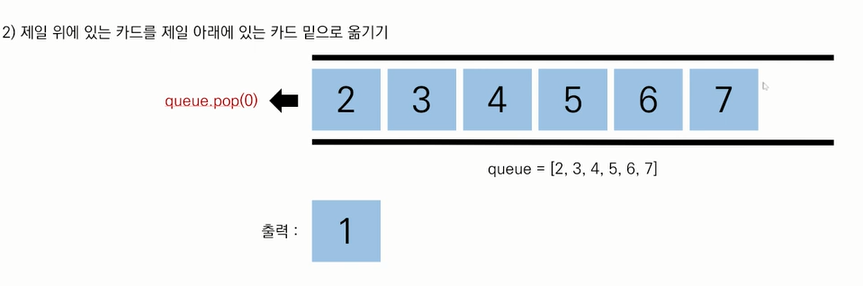 2) 제일 위에 있는 카드를 제일 아래에 있는 카드 밑으로 옮기기
queue.pop(0) 2 3 4 5 6 7
queue = [2, 3, 4, 5, 6, 7]
출력 : 1